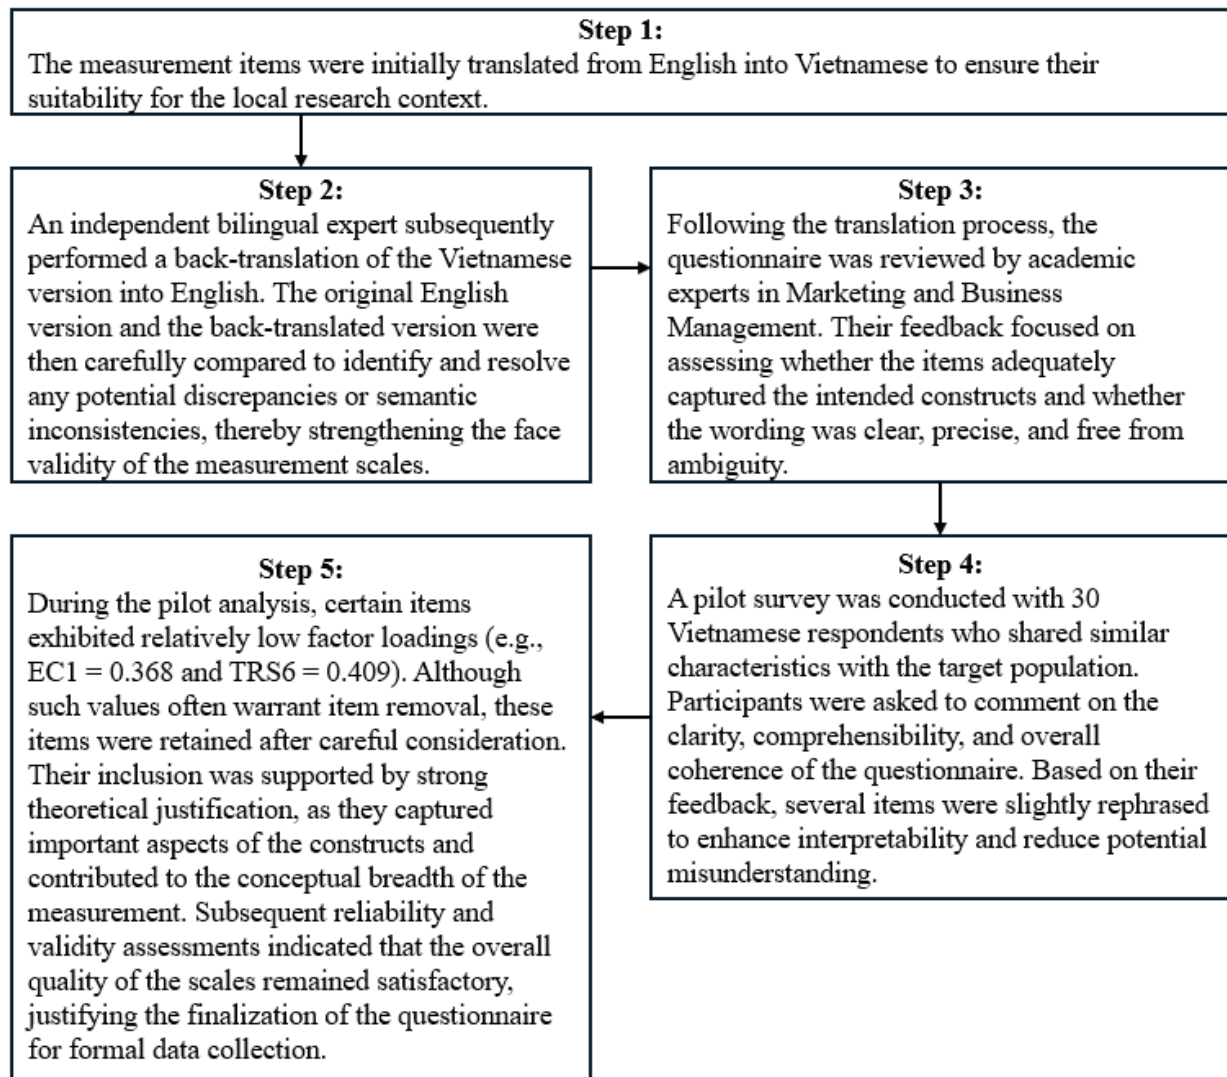 Step 1:
The measurement items were initially translated from English into Vietnamese to ensure their
suitability for the local research context.
Step 2:
An independent bilingual expert subsequently
performed a back-translation of the Vietnamese
version into English. The original English
version and the back-translated version were
then carefully compared to identify and resolve
any potential discrepancies or semantic
inconsistencies, thereby strengthening the face
validity of the measurement scales.
Step 3:
Following the translation process, the
questionnaire was reviewed by academic
experts in Marketing and Business
Management. Their feedback focused on
assessing whether the items adequately
captured the intended constructs and whether
the wording was clear, precise, and free from
ambiguity.
Step 4:
A pilot survey was conducted with 30
Vietnamese respondents who shared similar
characteristics with the target population.
Participants were asked to comment on the
clarity, comprehensibility, and overall
coherence of the questionnaire. Based on their
feedback, several items were slightly rephrased
to enhance interpretability and reduce potential
misunderstanding.
Step 5:
During the pilot analysis, certain items
exhibited relatively low factor loadings (e.g.,
EC1 = 0.368 and TRS6 = 0.409). Although
such values often warrant item removal, these
items were retained after careful consideration.
Their inclusion was supported by strong
theoretical justification, as they captured
important aspects of the constructs and
contributed to the conceptual breadth of the
measurement. Subsequent reliability and
validity assessments indicated that the overall
quality of the scales remained satisfactory,
justifying the finalization of the questionnaire
for formal data collection.